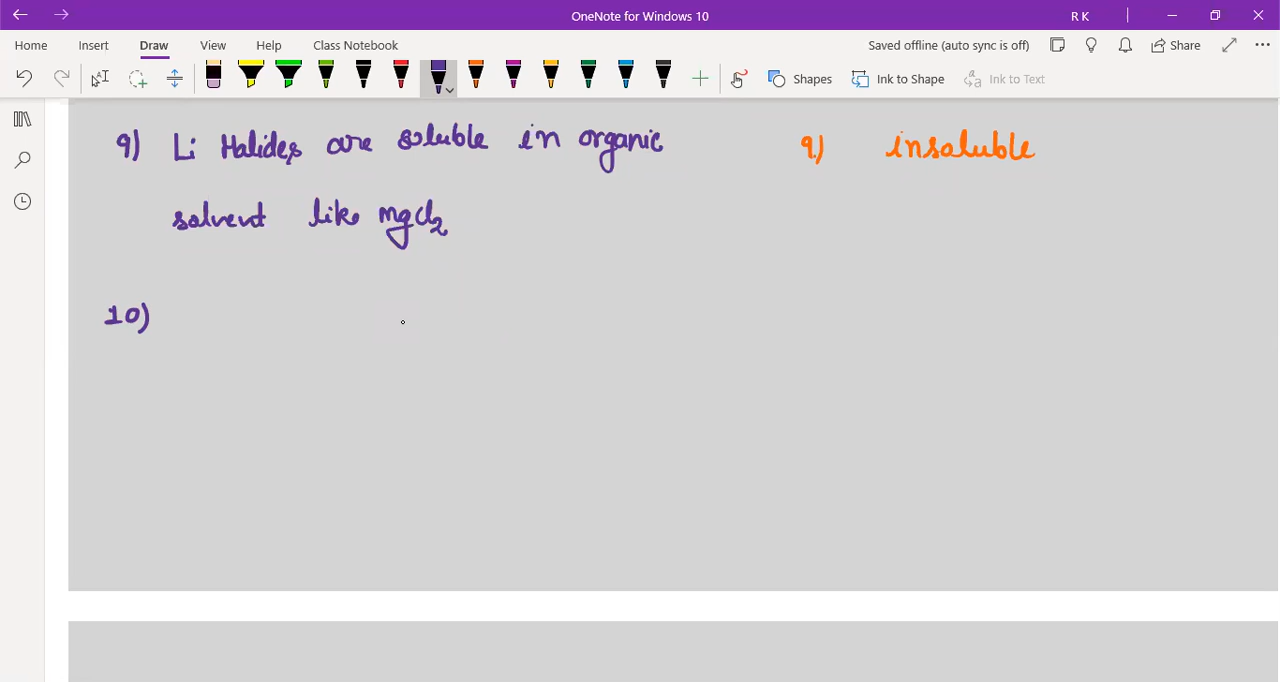 OneNote for Windows 10
R K
Home Insert Draw View Help Class Notebook
Saved offline (auto sync is off) Share
Shapes Ink to Shape Ink to Text
9) Li Halides are soluble in organic
solvent like MgCl2
9.) insaluble
10)